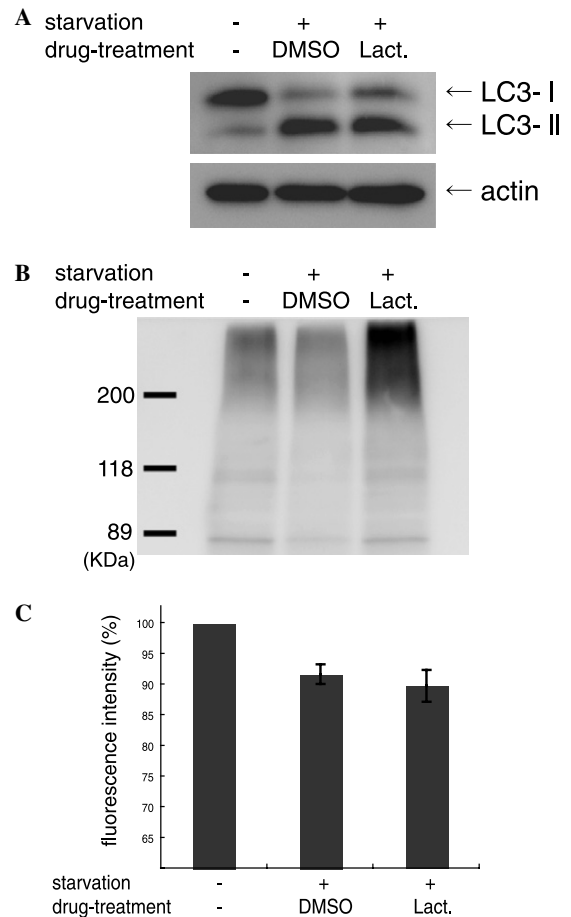 A
starvation - + +
drug-treatment - DMSO Lact.
← LC3- I
← LC3- II
← actin
B
starvation - + +
drug-treatment - DMSO Lact.
200
118
89
(KDa)
C
fluorescence intensity (%)
100
95
90
85
80
75
70
65
starvation - + +
drug-treatment - DMSO Lact.